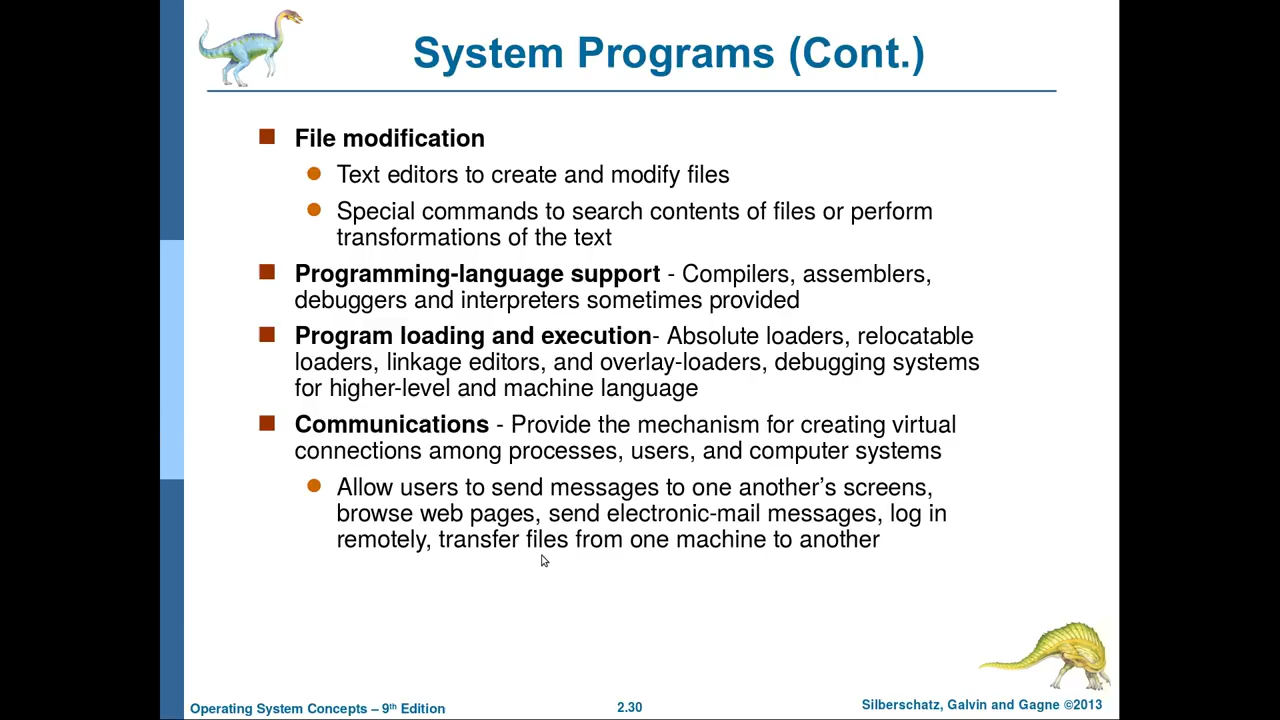 System Programs (Cont.)
File modification
Text editors to create and modify files
Special commands to search contents of files or perform
transformations of the text
Programming-language support - Compilers, assemblers,
debuggers and interpreters sometimes provided
Program loading and execution- Absolute loaders, relocatable
loaders, linkage editors, and overlay-loaders, debugging systems
for higher-level and machine language
Communications - Provide the mechanism for creating virtual
connections among processes, users, and computer systems
Allow users to send messages to one another’s screens,
browse web pages, send electronic-mail messages, log in
remotely, transfer files from one machine to another
Operating System Concepts – 9th Edition
2.30
Silberschatz, Galvin and Gagne ©2013